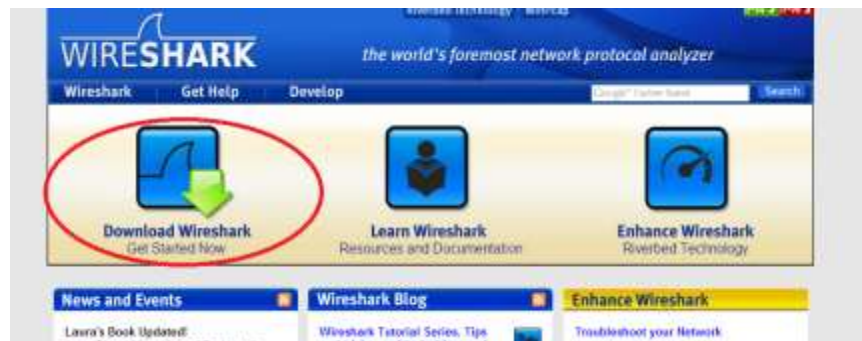 WIRESHARK
the world's foremost network protocol analyzer
Wireshark Get Help Develop
Search
Download Wireshark
Get Started Now
Learn Wireshark
Resources and Documentation
Enhance Wireshark
Riverbed Technology
News and Events
Wireshark Blog
Enhance Wireshark
Laura's Book Updated!
Wireshark Tutorial Series. Tips
Troubleshoot your Network